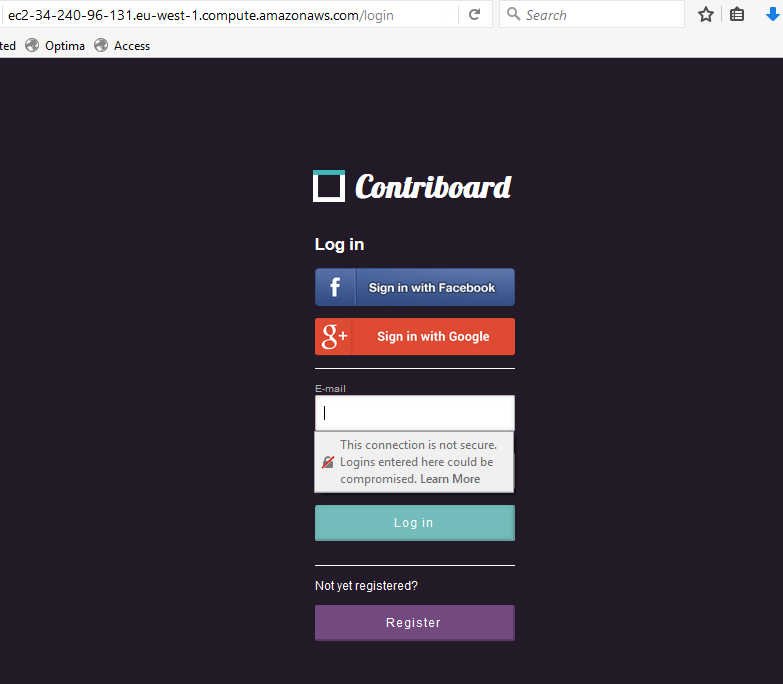 ec2-34-240-96-131.eu-west-1.compute.amazonaws.com/login
Search
ted Optima Access
Contriboard
Log in
f Sign in with Facebook
g+ Sign in with Google
E-mail
This connection is not secure.
Logins entered here could be
compromised. Learn More
Log in
Not yet registered?
Register